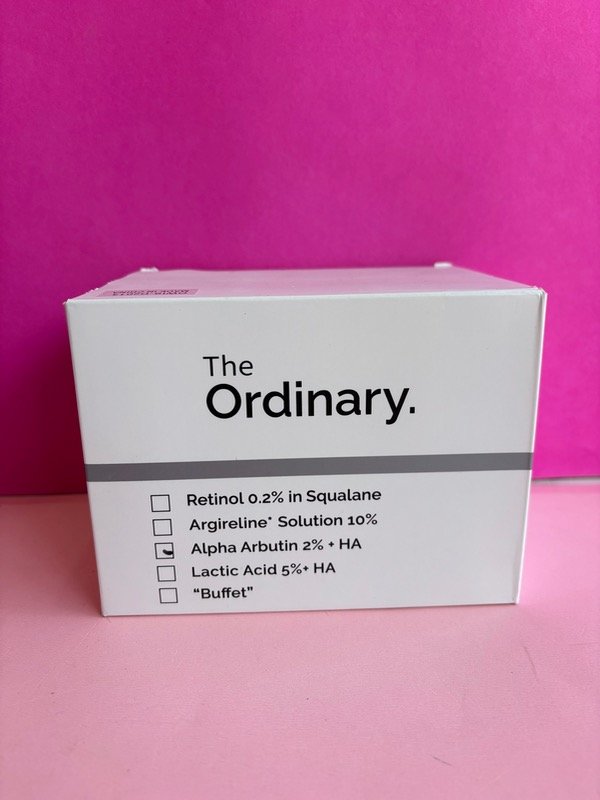 The
Ordinary.
Retinol 0.2% in Squalane
Argireline* Solution 10%
Alpha Arbutin 2% + HA
Lactic Acid 5%+ HA
“Buffet”